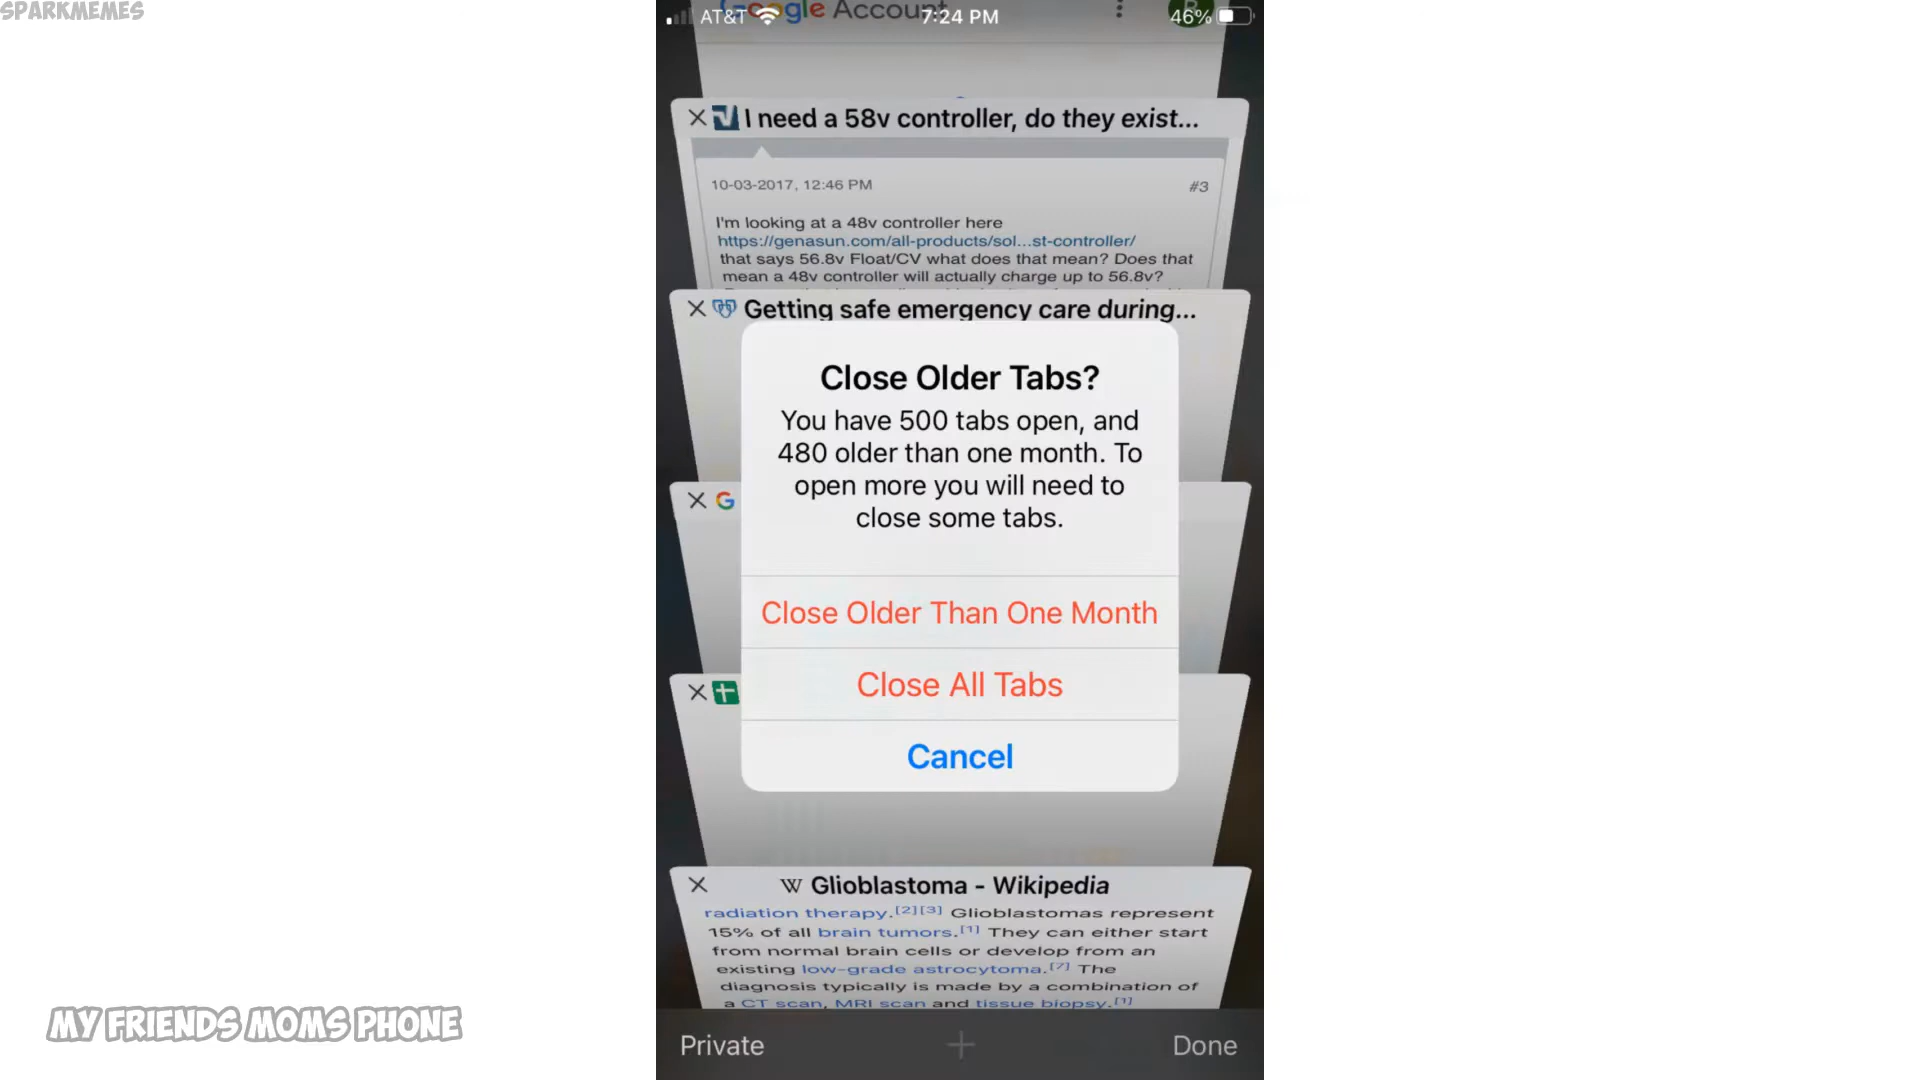 SPARKMEMES
Google Account
AT&T 7:24 PM 46%
I need a 58v controller, do they exist...
10-03-2017, 12:46 PM #3
I'm looking at a 48v controller here
https://genasun.com/all-products/sol...st-controller/
that says 56.8v Float/CV what does that mean? Does that
mean a 48v controller will actually charge up to 56.8v?
Getting safe emergency care during...
Close Older Tabs?
You have 500 tabs open, and
480 older than one month. To
open more you will need to
close some tabs.
Close Older Than One Month
Close All Tabs
Cancel
W Glioblastoma - Wikipedia
radiation therapy.[2][3] Glioblastomas represent
15% of all brain tumors.[1] They can either start
from normal brain cells or develop from an
existing low-grade astrocytoma.[7] The
diagnosis typically is made by a combination of
a CT scan, MRI scan and tissue biopsy.[1]
MY FRIENDS MOMS PHONE
Private + Done